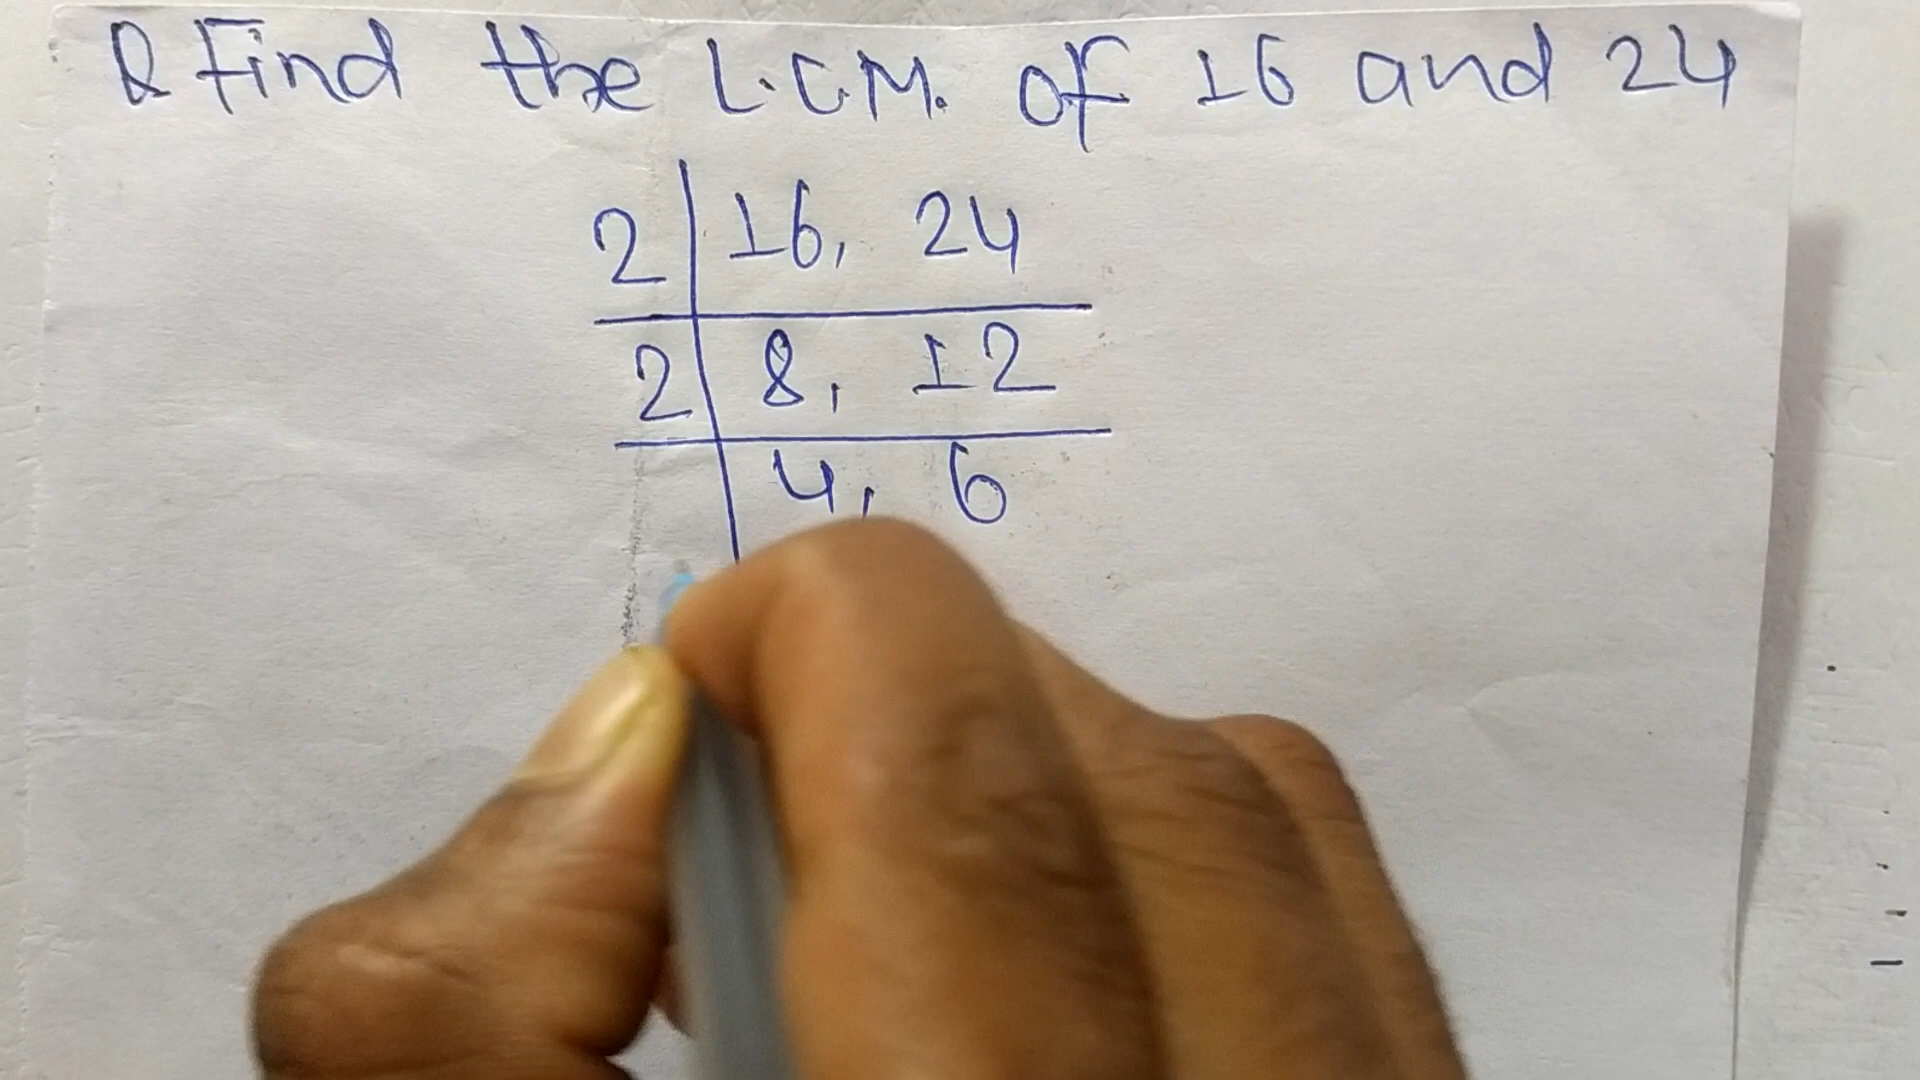 Q Find the L.C.M. of 16 and 24
2 | 16, 24
2 | 8, 12
4, 6